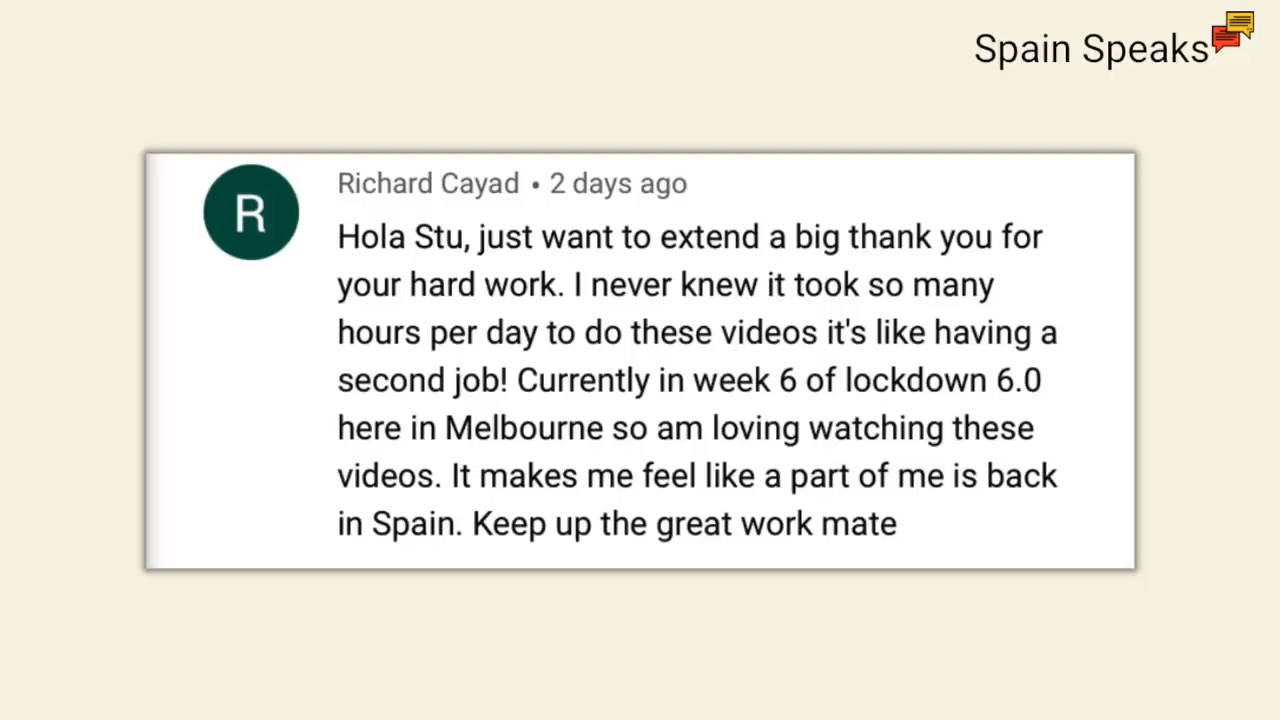 Spain Speaks
R
Richard Cayad • 2 days ago
Hola Stu, just want to extend a big thank you for
your hard work. I never knew it took so many
hours per day to do these videos it's like having a
second job! Currently in week 6 of lockdown 6.0
here in Melbourne so am loving watching these
videos. It makes me feel like a part of me is back
in Spain. Keep up the great work mate